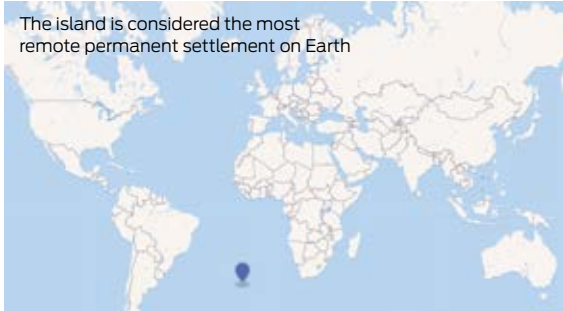 The island is considered the most
remote permanent settlement on Earth